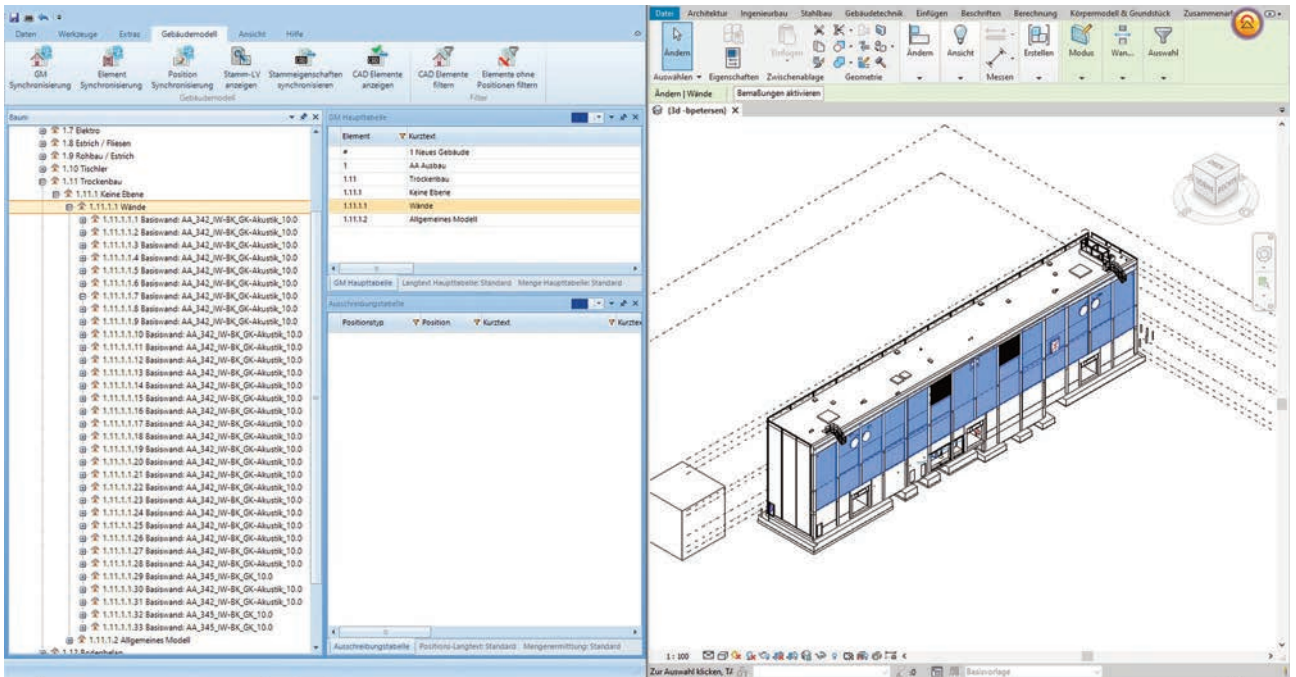 Daten Werkzeuge Extras Gebäudemodell Ansicht Hilfe
GM Synchronisierung
Element Synchronisierung
Position Synchronisierung
Stamm-LV anzeigen
Stammeigenschaften synchronisieren
CAD Elemente anzeigen
CAD Elemente filtern
Elemente ohne Positionen filtern
Gebäudemodell
Filter
Baum
1.7 Elektro
1.8 Estrich / Fliesen
1.9 Rohbau / Estrich
1.10 Tischler
1.11 Trockenbau
1.11.1 Keine Ebene
1.11.1.1 Wände
1.11.1.1.1 Basiswand: AA_342_IW-BK_GK-Akustik_10.0
1.11.1.1.2 Basiswand: AA_342_IW-BK_GK-Akustik_10.0
1.11.1.1.3 Basiswand: AA_342_IW-BK_GK-Akustik_10.0
1.11.1.1.4 Basiswand: AA_342_IW-BK_GK-Akustik_10.0
1.11.1.1.5 Basiswand: AA_342_IW-BK_GK-Akustik_10.0
1.11.1.1.6 Basiswand: AA_342_IW-BK_GK-Akustik_10.0
1.11.1.1.7 Basiswand: AA_342_IW-BK_GK-Akustik_10.0
1.11.1.1.8 Basiswand: AA_342_IW-BK_GK-Akustik_10.0
1.11.1.1.9 Basiswand: AA_342_IW-BK_GK-Akustik_10.0
1.11.1.1.10 Basiswand: AA_342_IW-BK_GK-Akustik_10.0
1.11.1.1.11 Basiswand: AA_342_IW-BK_GK-Akustik_10.0
1.11.1.1.12 Basiswand: AA_342_IW-BK_GK-Akustik_10.0
1.11.1.1.13 Basiswand: AA_342_IW-BK_GK-Akustik_10.0
1.11.1.1.14 Basiswand: AA_342_IW-BK_GK-Akustik_10.0
1.11.1.1.15 Basiswand: AA_342_IW-BK_GK-Akustik_10.0
1.11.1.1.16 Basiswand: AA_342_IW-BK_GK-Akustik_10.0
1.11.1.1.17 Basiswand: AA_342_IW-BK_GK-Akustik_10.0
1.11.1.1.18 Basiswand: AA_342_IW-BK_GK-Akustik_10.0
1.11.1.1.19 Basiswand: AA_342_IW-BK_GK-Akustik_10.0
1.11.1.1.20 Basiswand: AA_342_IW-BK_GK-Akustik_10.0
1.11.1.1.21 Basiswand: AA_342_IW-BK_GK-Akustik_10.0
1.11.1.1.22 Basiswand: AA_342_IW-BK_GK-Akustik_10.0
1.11.1.1.23 Basiswand: AA_342_IW-BK_GK-Akustik_10.0
1.11.1.1.24 Basiswand: AA_342_IW-BK_GK-Akustik_10.0
1.11.1.1.25 Basiswand: AA_342_IW-BK_GK-Akustik_10.0
1.11.1.1.26 Basiswand: AA_342_IW-BK_GK-Akustik_10.0
1.11.1.1.27 Basiswand: AA_342_IW-BK_GK-Akustik_10.0
1.11.1.1.28 Basiswand: AA_342_IW-BK_GK-Akustik_10.0
1.11.1.1.29 Basiswand: AA_345_IW-BK_GK_10.0
1.11.1.1.30 Basiswand: AA_342_IW-BK_GK-Akustik_10.0
1.11.1.1.31 Basiswand: AA_342_IW-BK_GK-Akustik_10.0
1.11.1.1.32 Basiswand: AA_345_IW-BK_GK_10.0
1.11.1.1.33 Basiswand: AA_345_IW-BK_GK_10.0
1.11.1.2 Allgemeines Modell
GM Haupttabelle
Element Kurztext
# 1 Neues Gebäude
1 AA Ausbau
1.11 Trockenbau
1.11.1 Keine Ebene
1.11.1.1 Wände
1.11.1.2 Allgemeines Modell
GM Haupttabelle Langtext Haupttabelle: Standard Menge Haupttabelle: Standard
Ausschreibungstabelle
Positionstyp Position Kurztext Kurztex
Ausschreibungstabelle Positions-Langtext: Standard Mengenermittlung: Standard
Datei Architektur Ingenieurbau Stahlbau Gebäudetechnik Einfügen Beschriften Berechnung Körpermodell & Grundstück Zusammenar
Ändern Einfügen Ändern Ansicht Erstellen Modus Wan... Auswahl
Auswählen Eigenschaften Zwischenablage Geometrie Messen
Ändern | Wände Bemaßungen aktivieren
(3d -bpetersen)
OBEN
VORNE
RECHTS
1 : 100
Zur Auswahl klicken, TA
:0
Basisvorlage